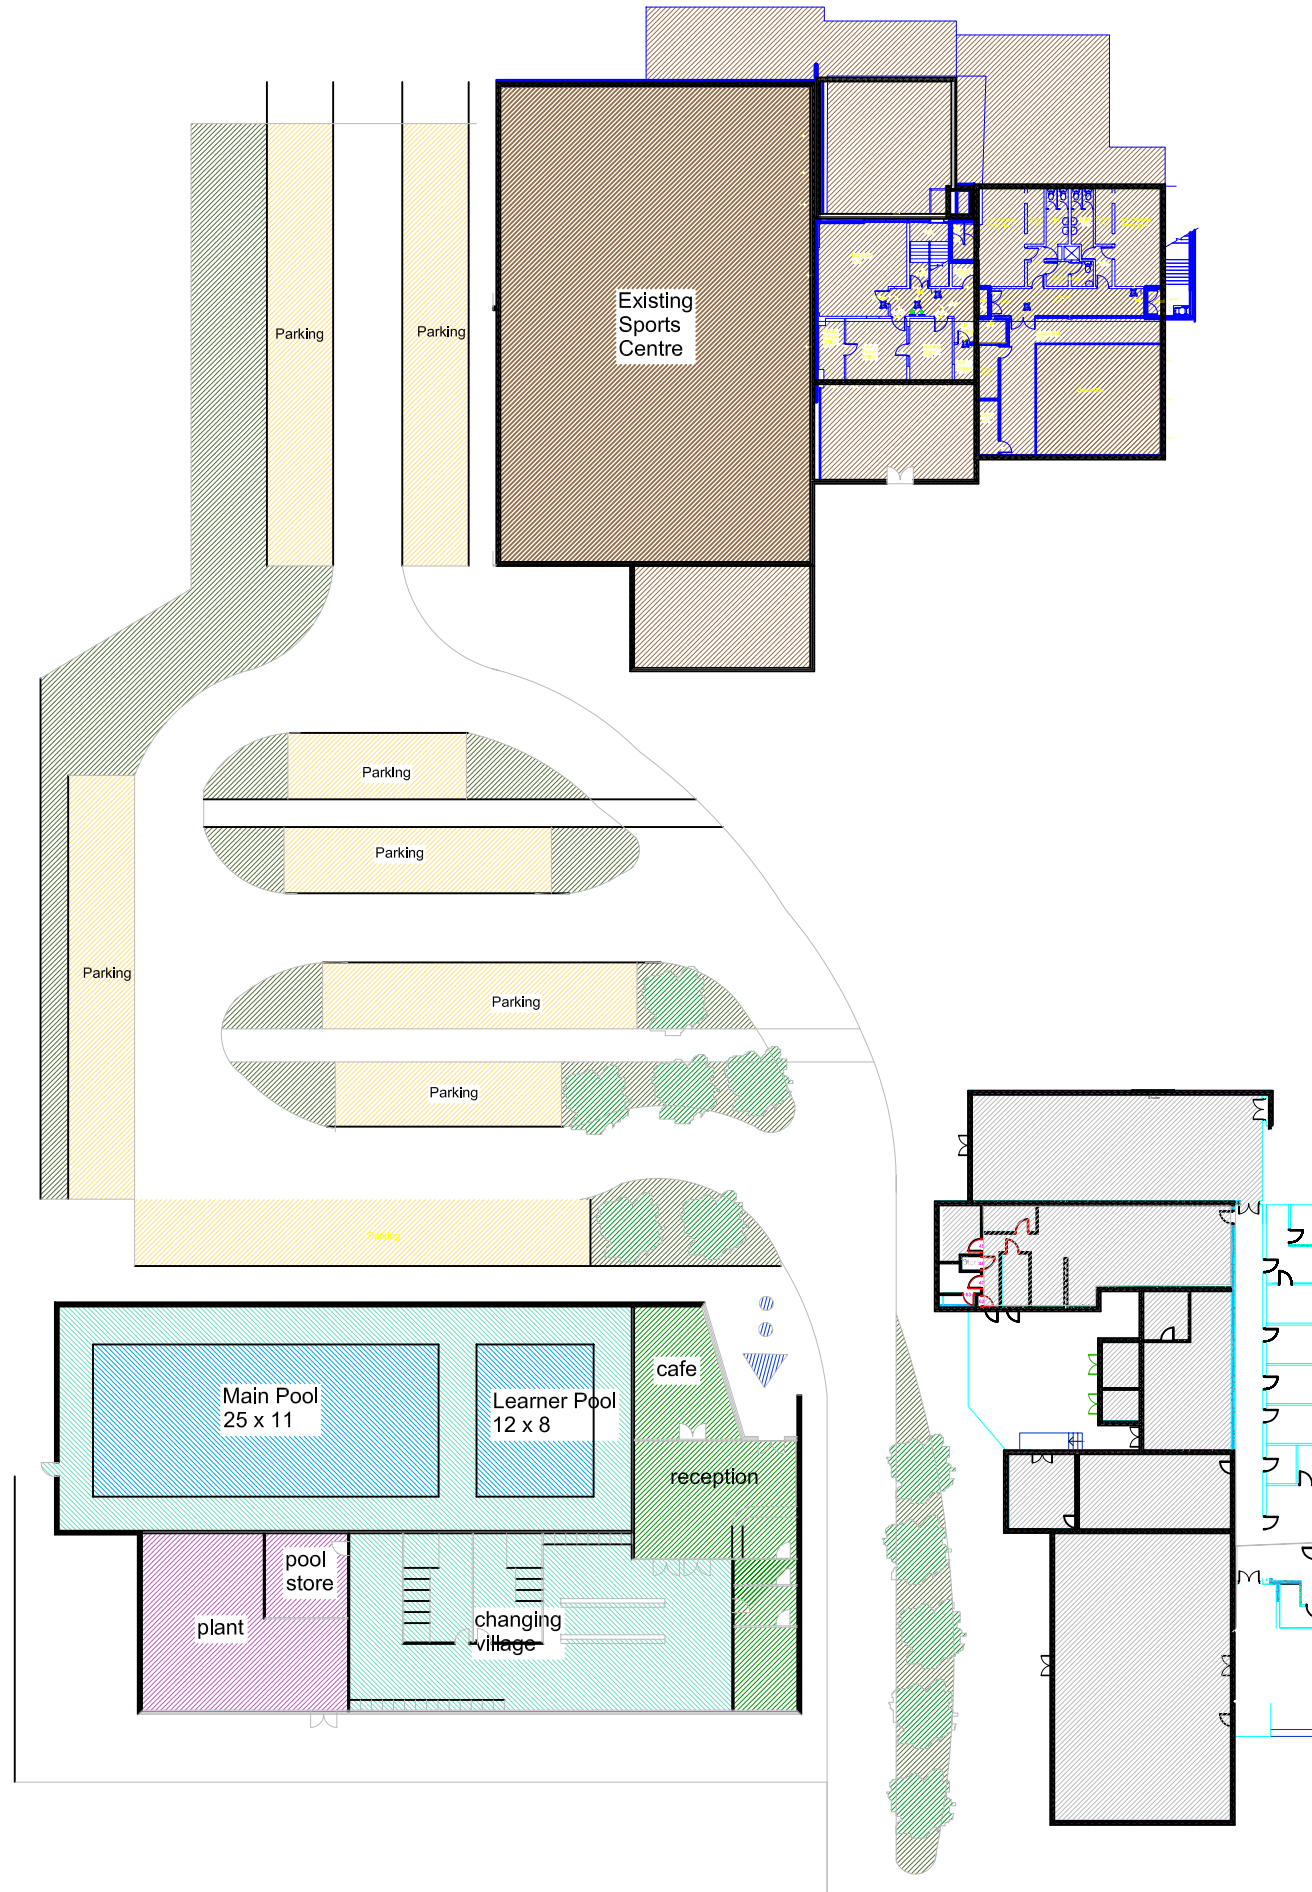 Existing
Sports
Centre
Parking
Parking
Parking
Parking
Parking
Parking
Parking
Parking
Main Pool
25 x 11
Learner Pool
12 x 8
cafe
reception
pool
store
plant
changing
village